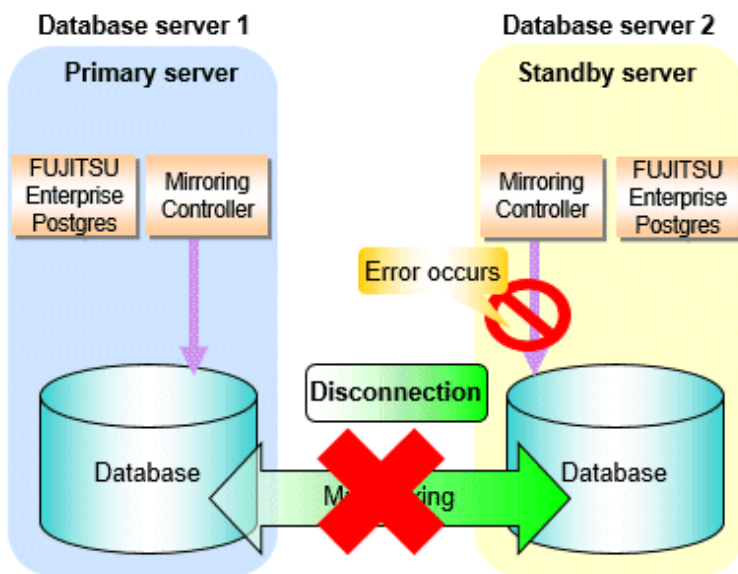 Database server 1
Primary server
FUJITSU
Enterprise
Postgres
Mirroring
Controller
Database
Database server 2
Standby server
Mirroring
Controller
FUJITSU
Enterprise
Postgres
Error occurs
Disconnection
Database